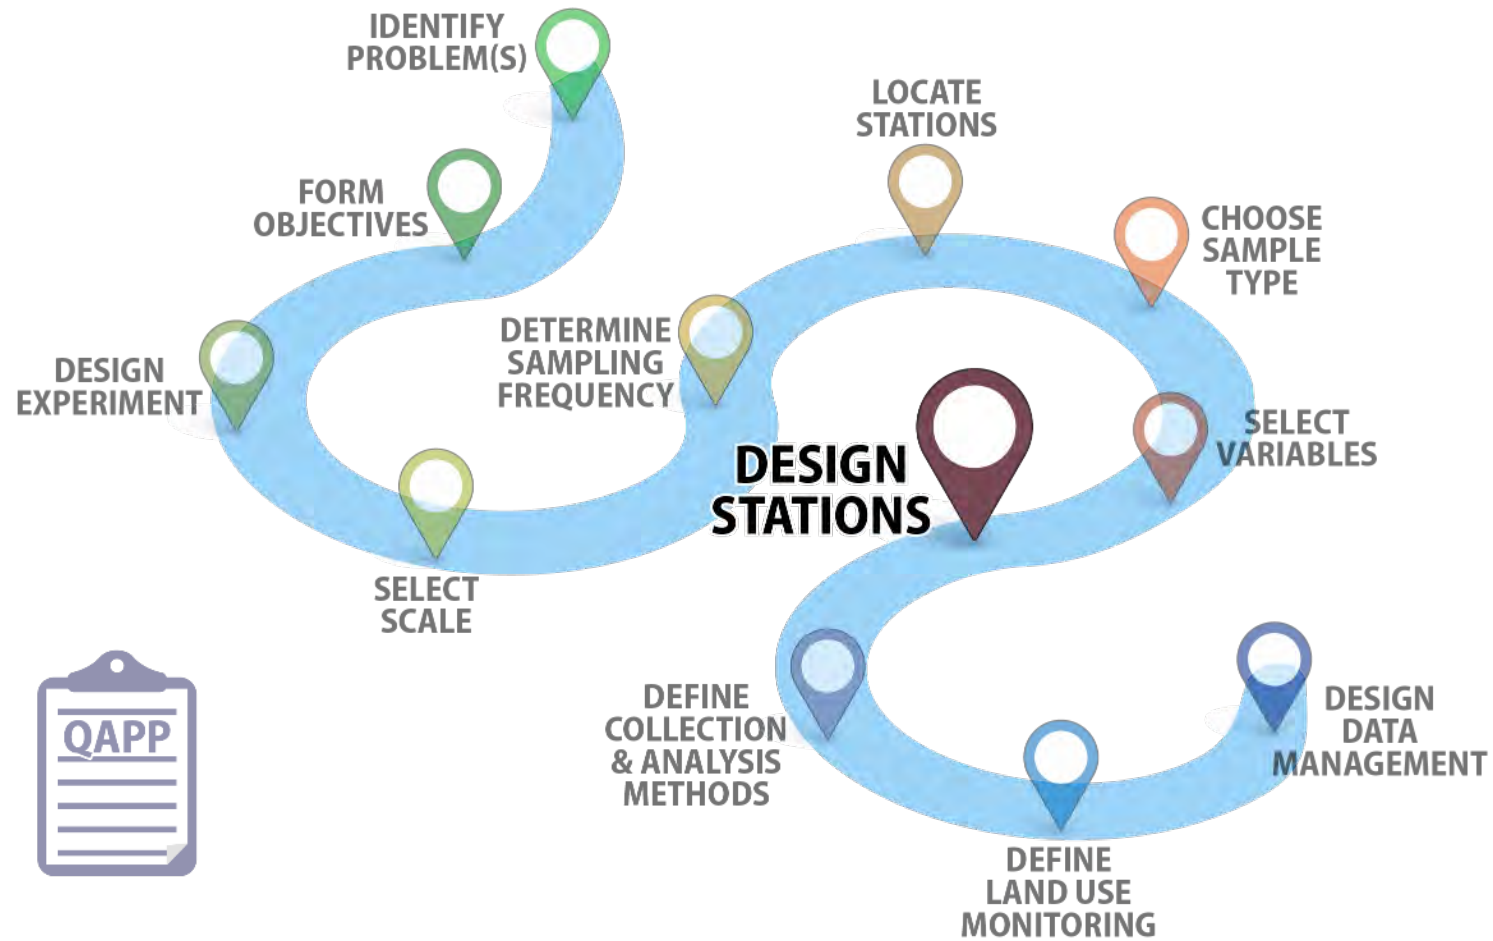 IDENTIFY
PROBLEM(S)
FORM
OBJECTIVES
DESIGN
EXPERIMENT
SELECT
SCALE
DETERMINE
SAMPLING
FREQUENCY
LOCATE
STATIONS
CHOOSE
SAMPLE
TYPE
SELECT
VARIABLES
DESIGN
STATIONS
DEFINE
COLLECTION
& ANALYSIS
METHODS
DEFINE
LAND USE
MONITORING
DESIGN
DATA
MANAGEMENT
QAPP